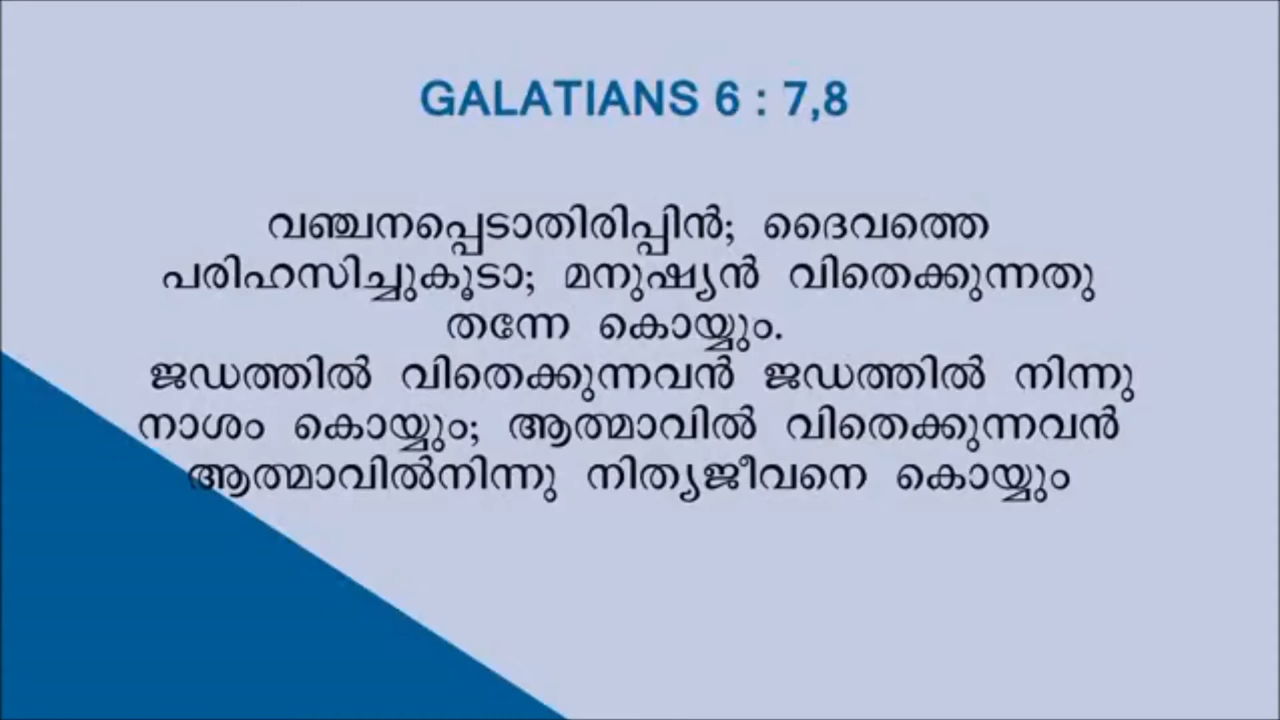 GALATIANS 6 : 7,8
വഞ്ചനപ്പെടാതിരിപ്പിൻ; ദൈവത്തെ
പരിഹസിച്ചുകൂടാ; മനുഷ്യൻ വിതെക്കുന്നതു
തന്നേ കൊയ്യും.
ജഡത്തിൽ വിതെക്കുന്നവൻ ജഡത്തിൽ നിന്നു
നാശം കൊയ്യും; ആത്മാവിൽ വിതെക്കുന്നവൻ
ആത്മാവിൽനിന്നു നിത്യജീവനെ കൊയ്യും